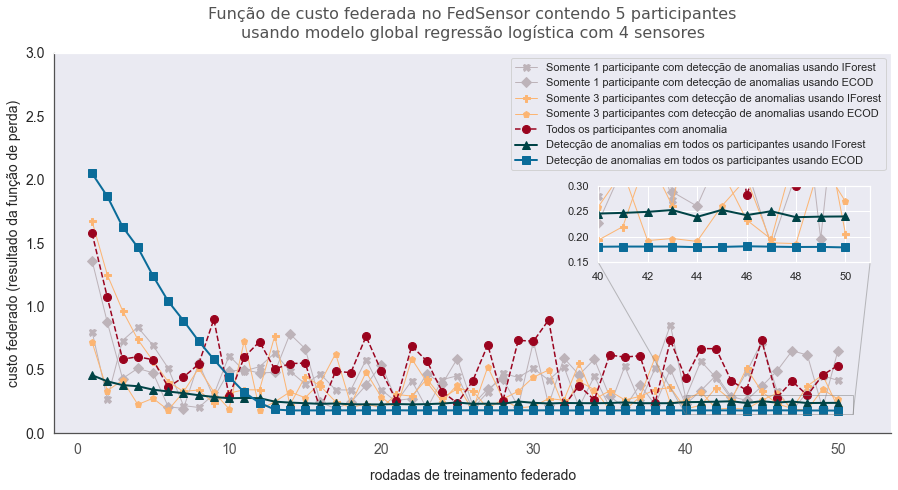 Função de custo federada no FedSensor contendo 5 participantes
usando modelo global regressão logística com 4 sensores
custo federado (resultado da função de perda)
3.0
2.5
2.0
1.5
1.0
0.5
0.0
Somente 1 participante com detecção de anomalias usando IForest
Somente 1 participante com detecção de anomalias usando ECOD
Somente 3 participantes com detecção de anomalias usando IForest
Somente 3 participantes com detecção de anomalias usando ECOD
Todos os participantes com anomalia
Detecção de anomalias em todos os participantes usando IForest
Detecção de anomalias em todos os participantes usando ECOD
0.30
0.25
0.20
0.15
40 42 44 46 48 50
0 10 20 30 40 50
rodadas de treinamento federado